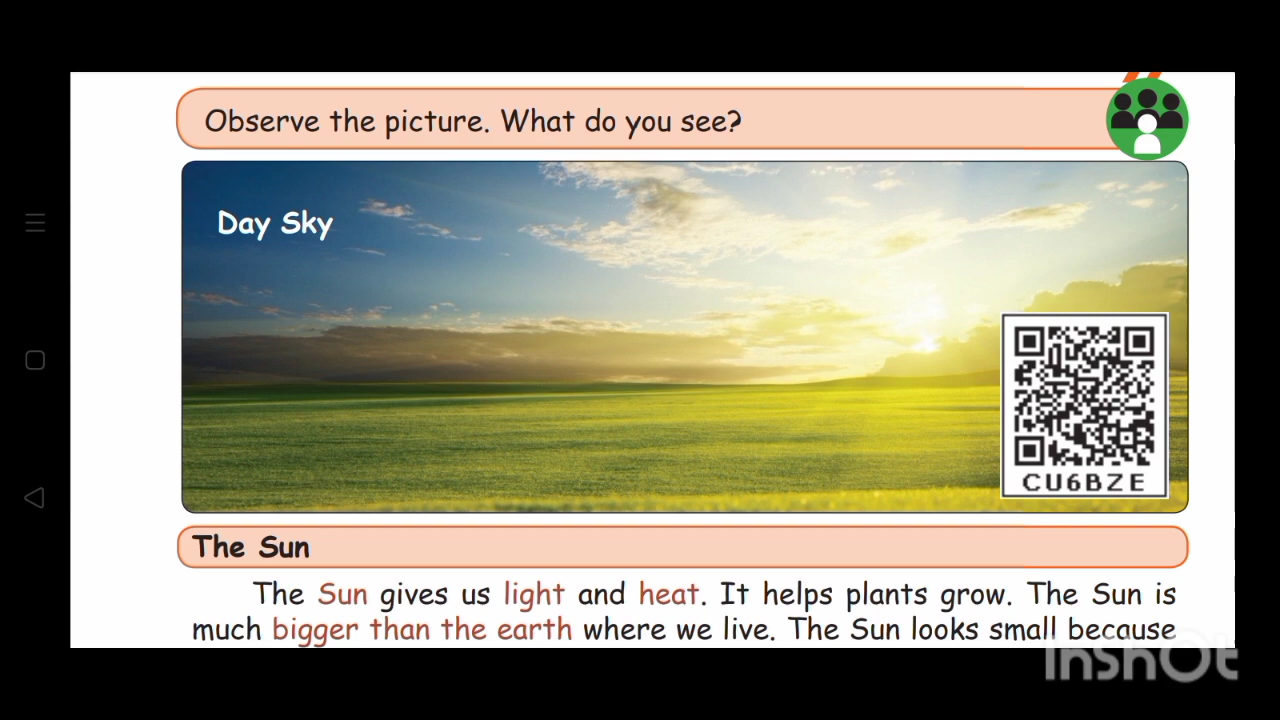 Observe the picture. What do you see?
Day Sky
CU6BZE
The Sun
The Sun gives us light and heat. It helps plants grow. The Sun is
much bigger than the earth where we live. The Sun looks small because
InshOt